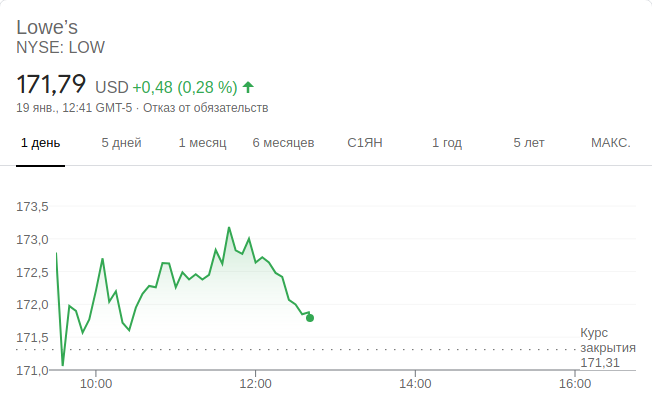 Lowe’s
NYSE: LOW
171,79 USD +0,48 (0,28 %)
19 янв., 12:41 GMT-5 · Отказ от обязательств
1 день 5 дней 1 месяц 6 месяцев С1ЯН 1 год 5 лет МАКС.
173,5
173,0
172,5
172,0
171,5
171,0
Курс
закрытия
171,31
10:00 12:00 14:00 16:00